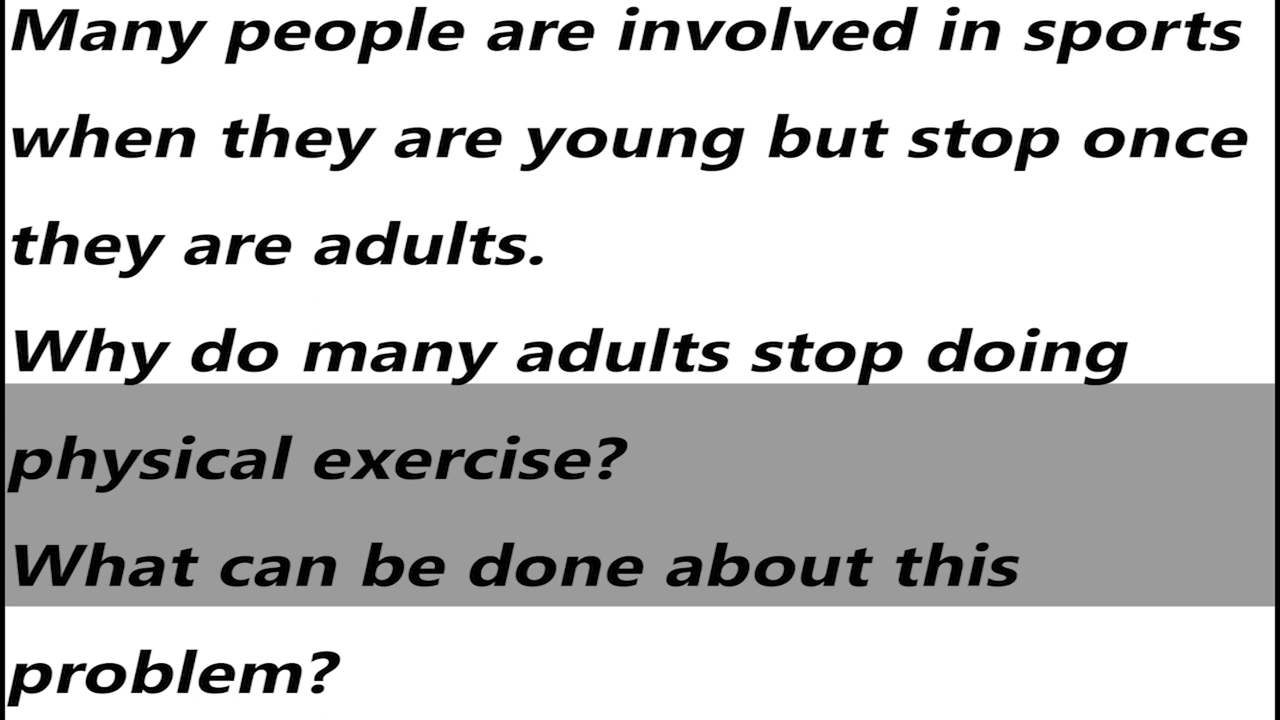 Many people are involved in sports
when they are young but stop once
they are adults.
Why do many adults stop doing
physical exercise?
What can be done about this
problem?